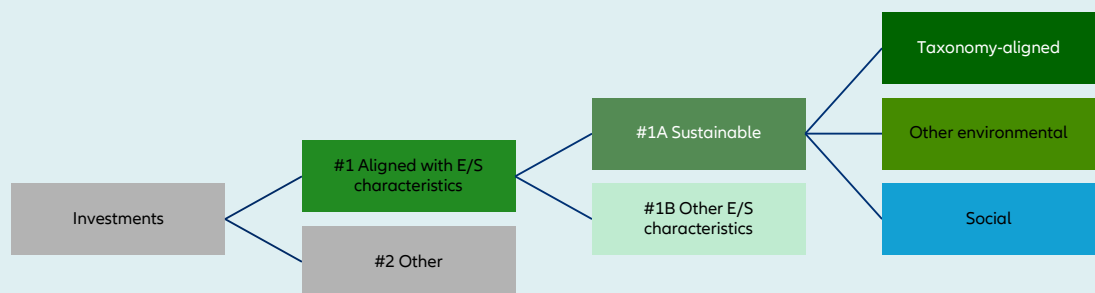 Investments
#1 Aligned with E/S
characteristics
#2 Other
#1A Sustainable
#1B Other E/S
characteristics
Taxonomy-aligned
Other environmental
Social